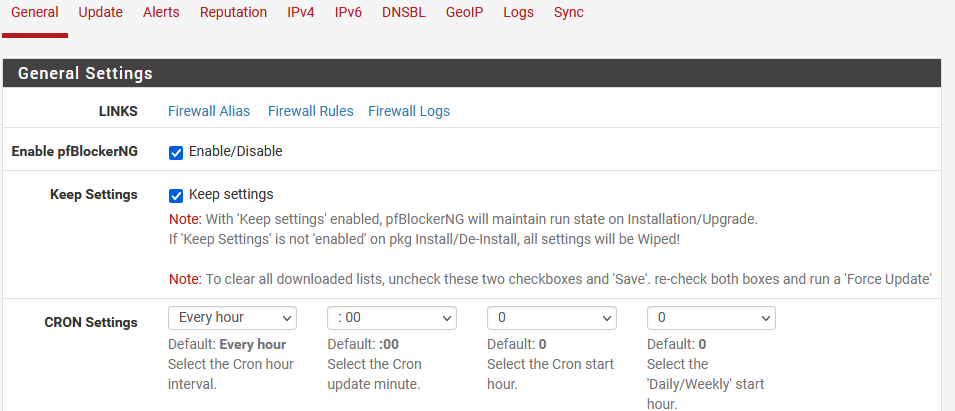 General Update Alerts Reputation IPv4 IPv6 DNSBL GeoIP Logs Sync
General Settings
LINKS Firewall Alias Firewall Rules Firewall Logs
Enable pfBlockerNG Enable/Disable
Keep Settings Keep settings
Note: With 'Keep settings' enabled, pfBlockerNG will maintain run state on Installation/Upgrade.
If 'Keep Settings' is not 'enabled' on pkg Install/De-Install, all settings will be Wiped!
Note: To clear all downloaded lists, uncheck these two checkboxes and 'Save'. re-check both boxes and run a 'Force Update'
CRON Settings Every hour : 00 0 0
Default: Every hour Default: :00 Default: 0 Default: 0
Select the Cron hour Select the Cron Select the Cron start Select the
interval. update minute. hour. 'Daily/Weekly' start
hour.